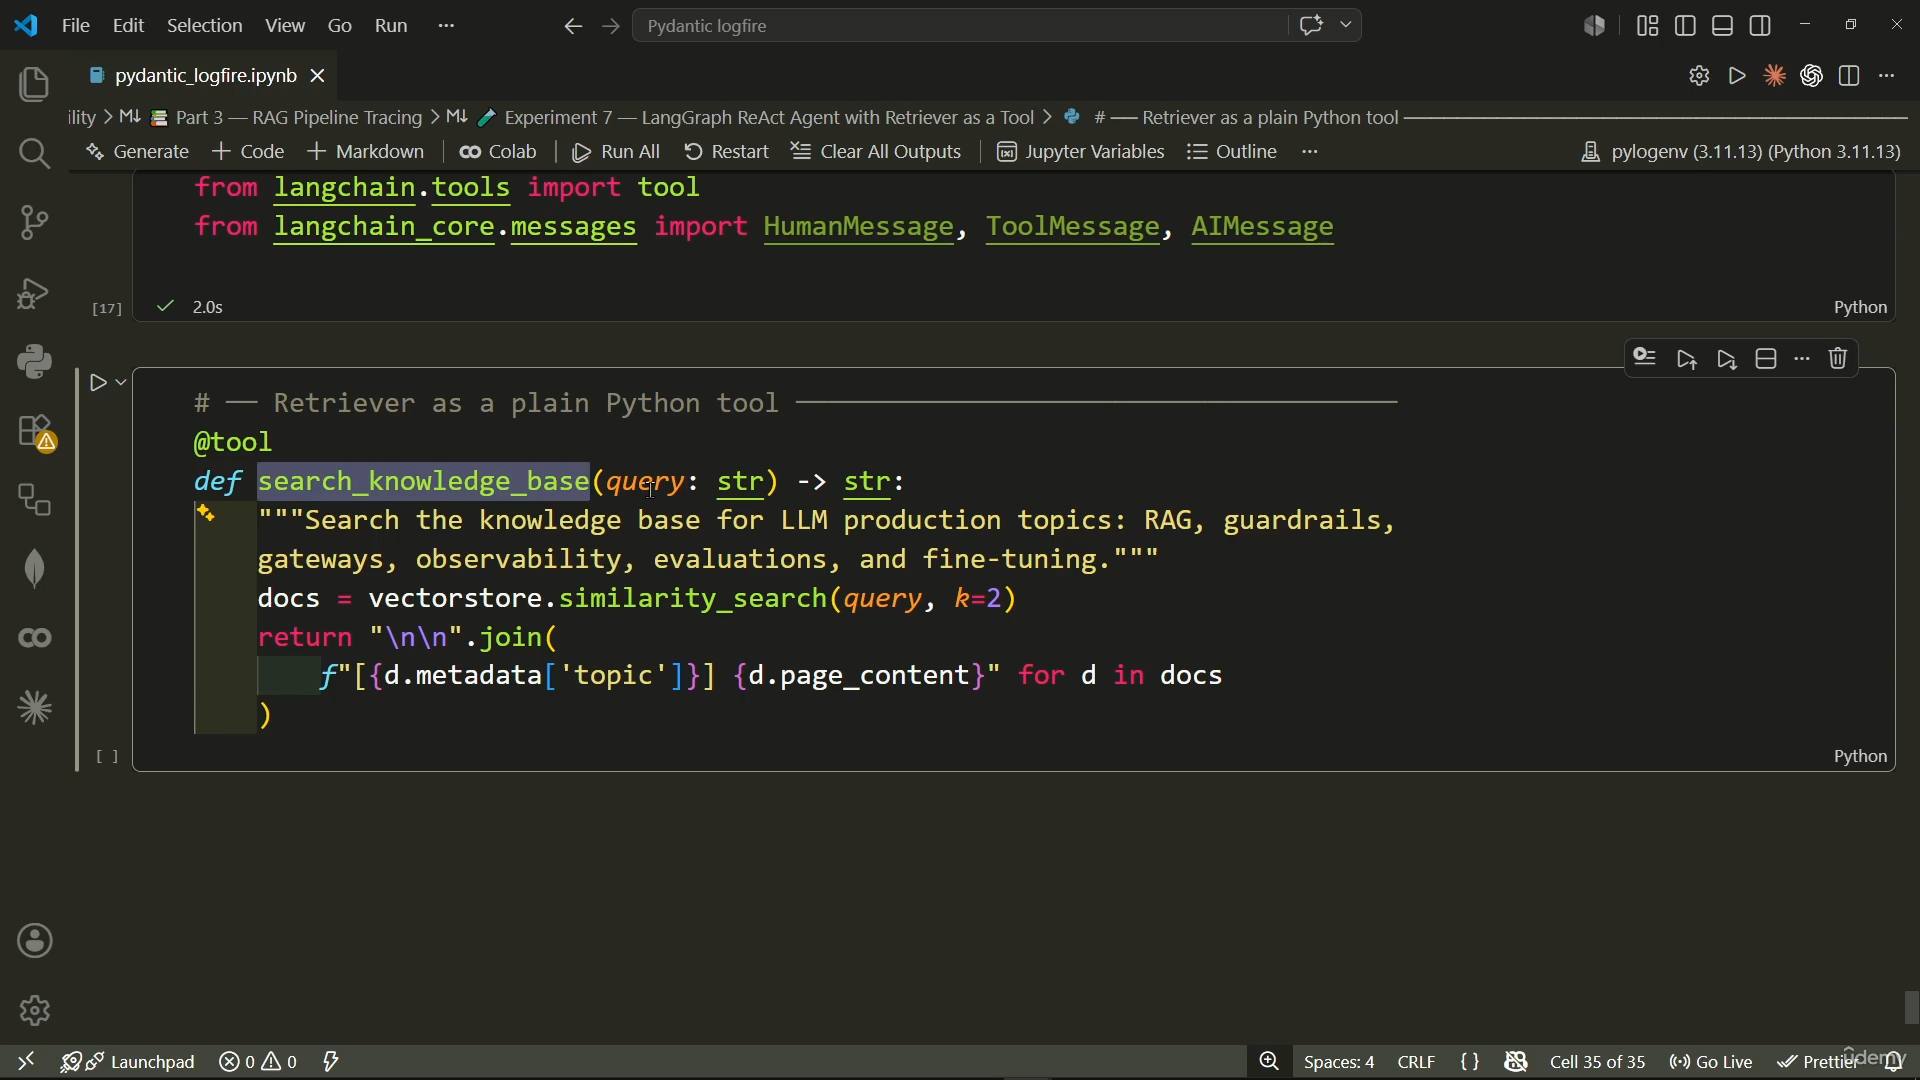 File Edit Selection View Go Run ···
Pydantic logfire
pydantic_logfire.ipynb
ility > M↓ Part 3 — RAG Pipeline Tracing > M↓ Experiment 7 — LangGraph ReAct Agent with Retriever as a Tool > # — Retriever as a plain Python tool
Generate + Code + Markdown Colab Run All Restart Clear All Outputs Jupyter Variables Outline ··· pylogenv (3.11.13) (Python 3.11.13)
from langchain.tools import tool
from langchain_core.messages import HumanMessage, ToolMessage, AIMessage
[17] 2.0s Python
# — Retriever as a plain Python tool
@tool
def search_knowledge_base(query: str) -> str:
"""Search the knowledge base for LLM production topics: RAG, guardrails,
gateways, observability, evaluations, and fine-tuning."""
docs = vectorstore.similarity_search(query, k=2)
return "\n\n".join(
f"[{d.metadata['topic']}] {d.page_content}" for d in docs
)
[ ] Python
Launchpad 0 0 Spaces: 4 CRLF { } Cell 35 of 35 Go Live Prettier
udemy